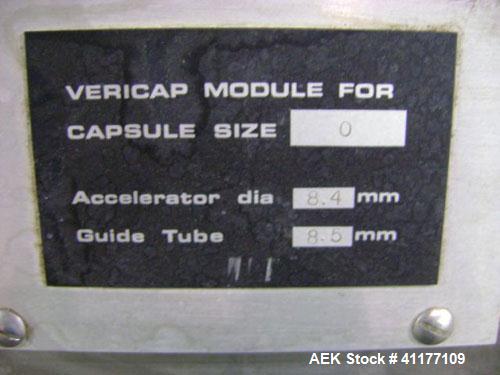 VERICAP MODULE FOR
CAPSULE SIZE 0
Accelerator dia 8.4 mm
Guide Tube 8.5 mm
AEK Stock # 41177109